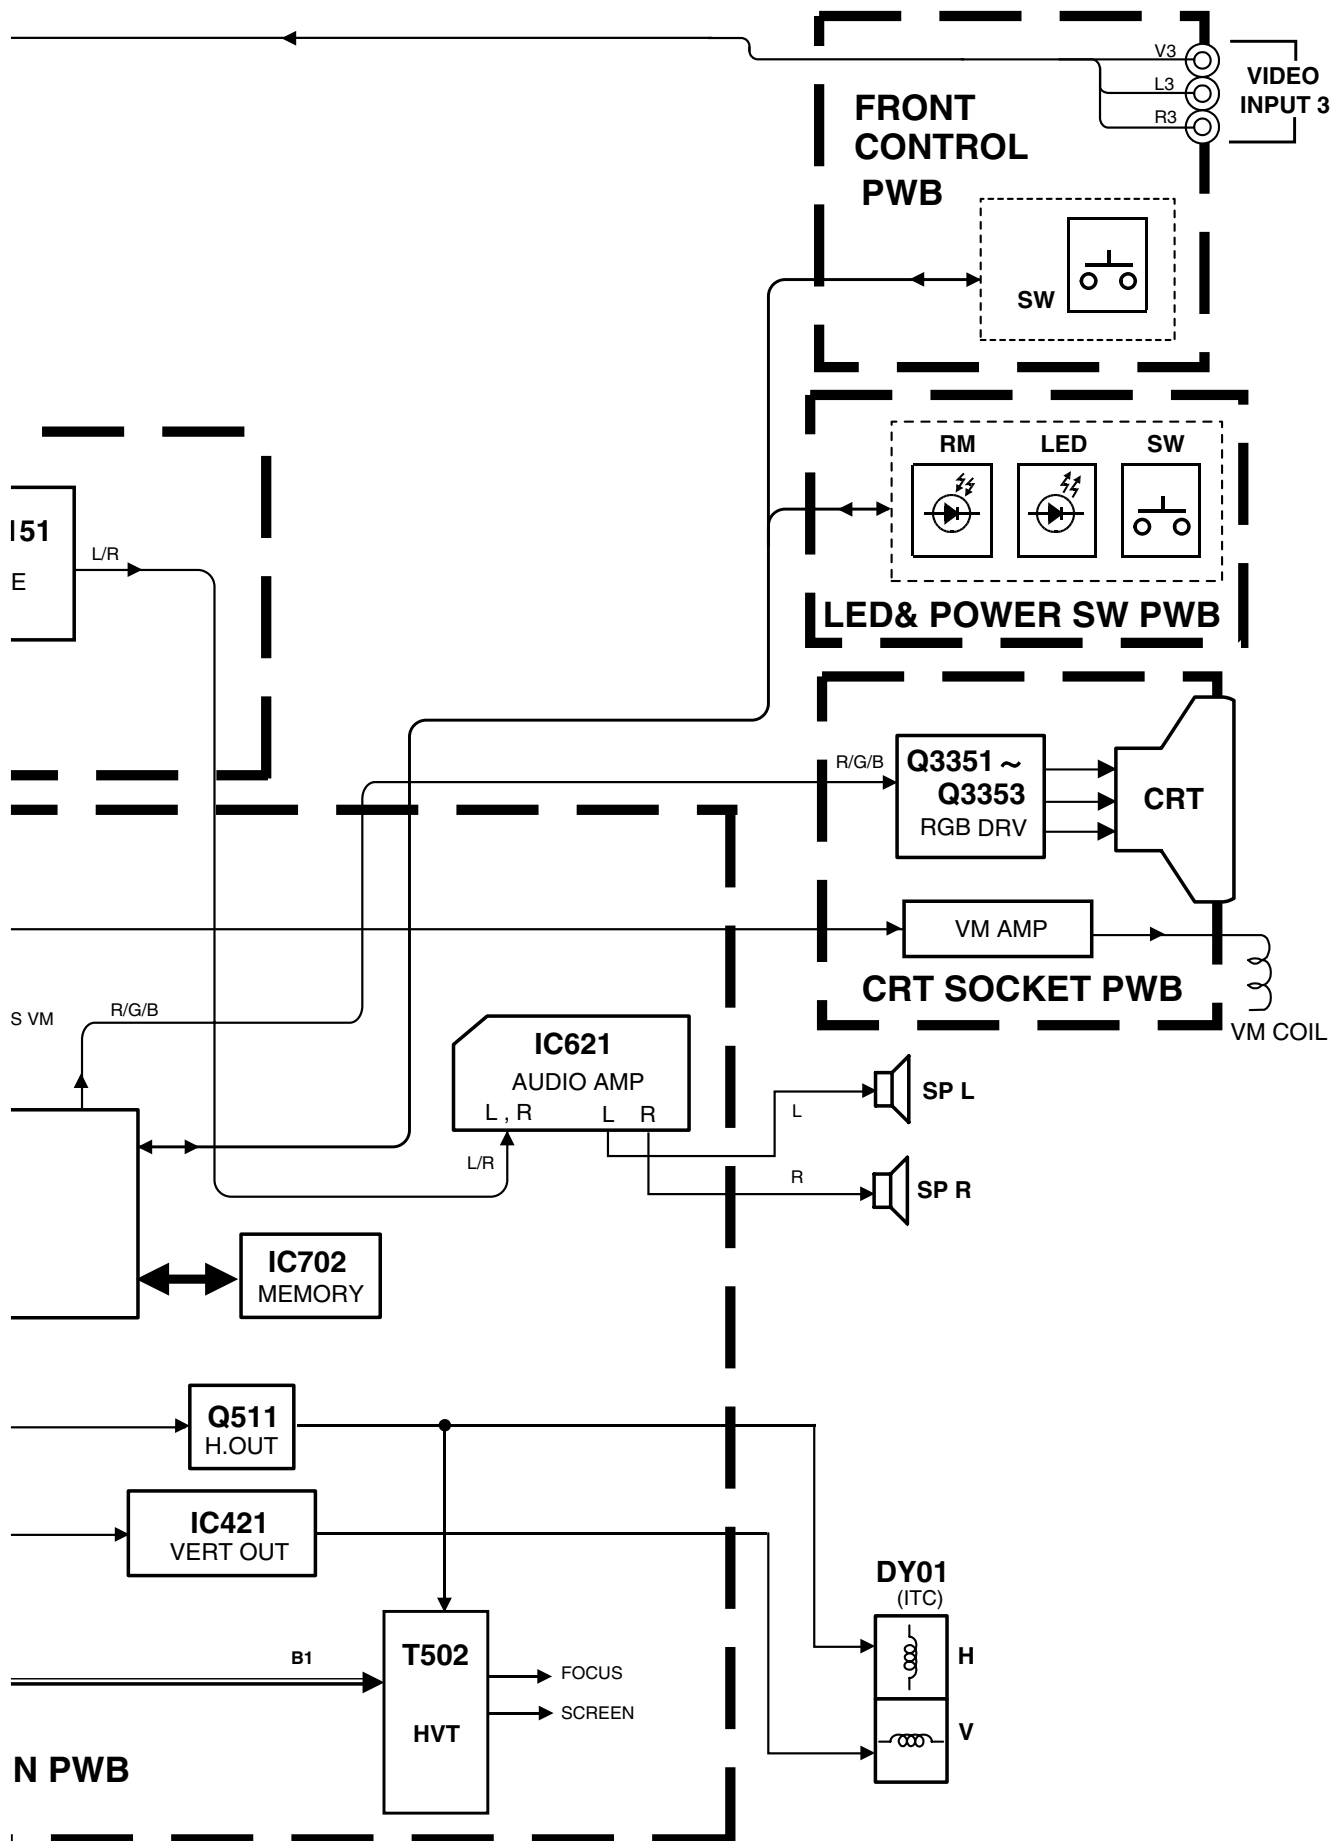 V3
L3
R3
VIDEO
INPUT 3
FRONT
CONTROL
PWB
SW
RM
LED
SW
LED& POWER SW PWB
151
E
L/R
R/G/B
Q3351 ~
Q3353
RGB DRV
CRT
VM AMP
CRT SOCKET PWB
VM COIL
S VM
R/G/B
IC621
AUDIO AMP
L , R
L
R
L/R
L
SP L
R
SP R
IC702
MEMORY
Q511
H.OUT
IC421
VERT OUT
DY01
(ITC)
H
V
B1
T502
HVT
FOCUS
SCREEN
N PWB